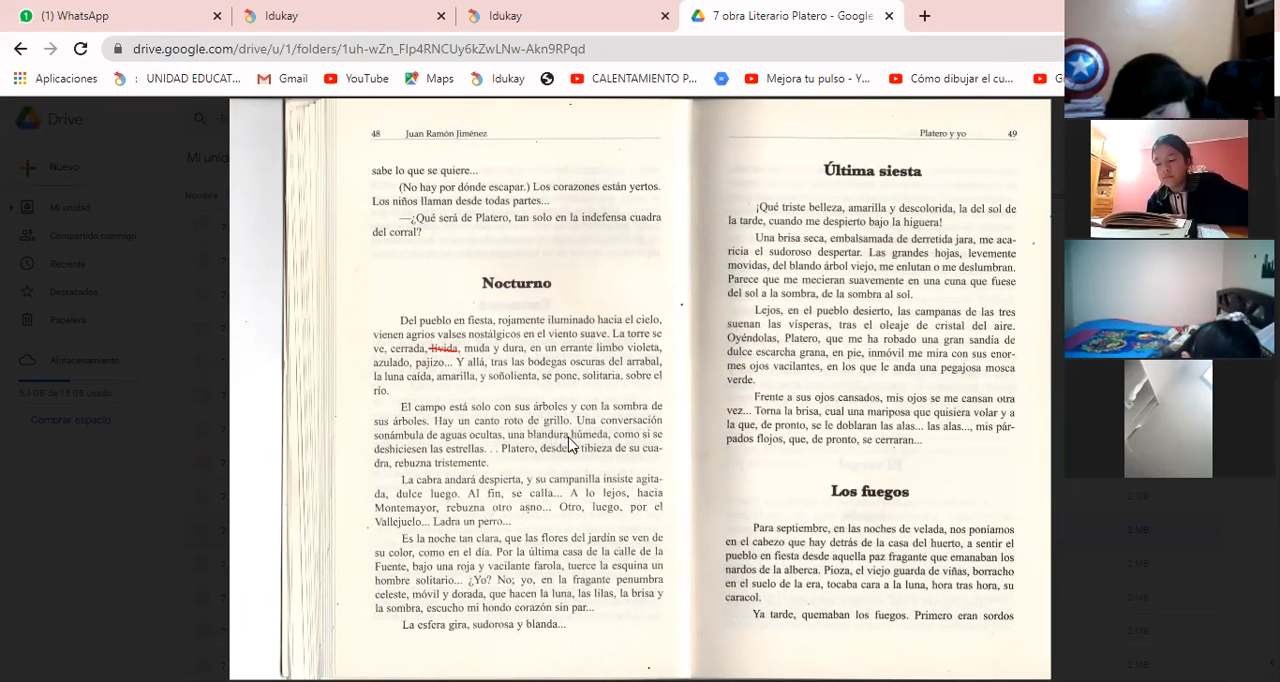 (1) WhatsApp
Idukay
Idukay
7 obra Literario Platero - Google
drive.google.com/drive/u/1/folders/1uh-wZn_FIp4RNCUy6kZwLNw-Akn9RPqd
Aplicaciones
: UNIDAD EDUCAT...
Gmail
YouTube
Maps
Idukay
CALENTAMIENTO P...
Mejora tu pulso - Y...
Cómo dibujar el cu...
Drive
Nuevo
Mi unid
Nombre
Mi unidad
Compartido conmigo
Reciente
Destacados
Papelera
Almacenamiento
Comprar espacio
48 Juan Ramón Jiménez
sabe lo que se quiere...
(No hay por dónde escapar.) Los corazones están yertos.
Los niños llaman desde todas partes...
—¿Qué será de Platero, tan solo en la indefensa cuadra
del corral?
Nocturno
Del pueblo en fiesta, rojamente iluminado hacia el cielo,
vienen agrios valses nostálgicos en el viento suave. La torre se
ve, cerrada, lívida, muda y dura, en un errante limbo violeta,
azulado, pajizo... Y allá, tras las bodegas oscuras del arrabal,
la luna caída, amarilla, y soñolienta, se pone, solitaria, sobre el
río.
El campo está solo con sus árboles y con la sombra de
sus árboles. Hay un canto roto de grillo. Una conversación
sonámbula de aguas ocultas, una blandura húmeda, como si se
deshiciesen las estrellas. . . Platero, desde tibieza de su cua-
dra, rebuzna tristemente.
La cabra andará despierta, y su campanilla insiste agita-
da, dulce luego. Al fin, se calla... A lo lejos, hacia
Montemayor, rebuzna otro asno... Otro, luego, por el
Vallejuelo... Ladra un perro...
Es la noche tan clara, que las flores del jardín se ven de
su color, como en el día. Por la última casa de la calle de la
Fuente, bajo una roja y vacilante farola, tuerce la esquina un
hombre solitario... ¿Yo? No; yo, en la fragante penumbra
celeste, móvil y dorada, que hacen la luna, las lilas, la brisa y
la sombra, escucho mi hondo corazón sin par...
La esfera gira, sudorosa y blanda...
Platero y yo 49
Última siesta
¡Qué triste belleza, amarilla y descolorida, la del sol de
la tarde, cuando me despierto bajo la higuera!
Una brisa seca, embalsamada de derretida jara, me aca-
ricia el sudoroso despertar. Las grandes hojas, levemente
movidas, del blando árbol viejo, me enlutan o me deslumbran.
Parece que me mecieran suavemente en una cuna que fuese
del sol a la sombra, de la sombra al sol.
Lejos, en el pueblo desierto, las campanas de las tres
suenan las vísperas, tras el oleaje de cristal del aire.
Oyéndolas, Platero, que me ha robado una gran sandía de
dulce escarcha grana, en pie, inmóvil me mira con sus enor-
mes ojos vacilantes, en los que le anda una pegajosa mosca
verde.
Frente a sus ojos cansados, mis ojos se me cansan otra
vez... Torna la brisa, cual una mariposa que quisiera volar y a
la que, de pronto, se le doblaran las alas... las alas..., mis pár-
pados flojos, que, de pronto, se cerraran...
Los fuegos
Para septiembre, en las noches de velada, nos poníamos
en el cabezo que hay detrás de la casa del huerto, a sentir el
pueblo en fiesta desde aquella paz fragante que emanaban los
nardos de la alberca. Pioza, el viejo guarda de viñas, borracho
en el suelo de la era, tocaba cara a la luna, hora tras hora, su
caracol.
Ya tarde, quemaban los fuegos. Primero eran sordos